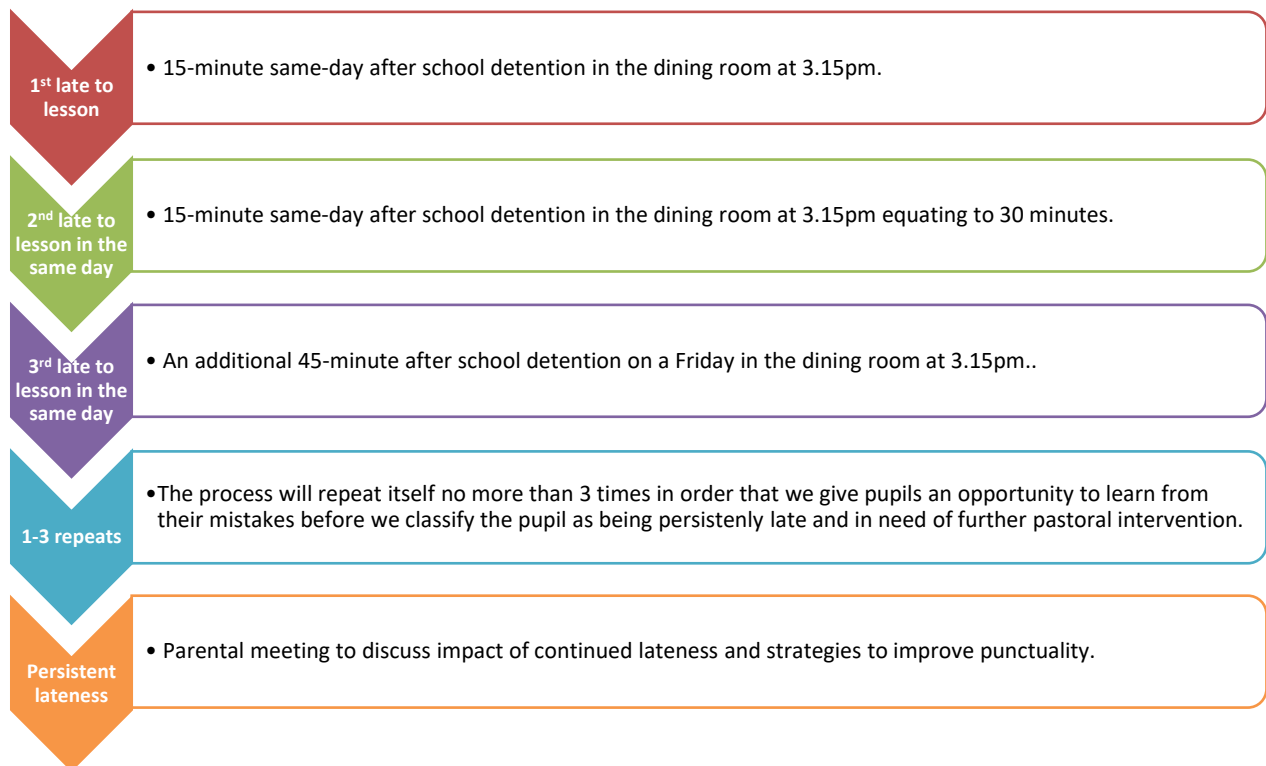 1st late to
lesson
• 15-minute same-day after school detention in the dining room at 3.15pm.
2nd late to
lesson in the
same day
• 15-minute same-day after school detention in the dining room at 3.15pm equating to 30 minutes.
3rd late to
lesson in the
same day
• An additional 45-minute after school detention on a Friday in the dining room at 3.15pm..
1-3 repeats
•The process will repeat itself no more than 3 times in order that we give pupils an opportunity to learn from
their mistakes before we classify the pupil as being persistenly late and in need of further pastoral intervention.
Persistent
lateness
• Parental meeting to discuss impact of continued lateness and strategies to improve punctuality.